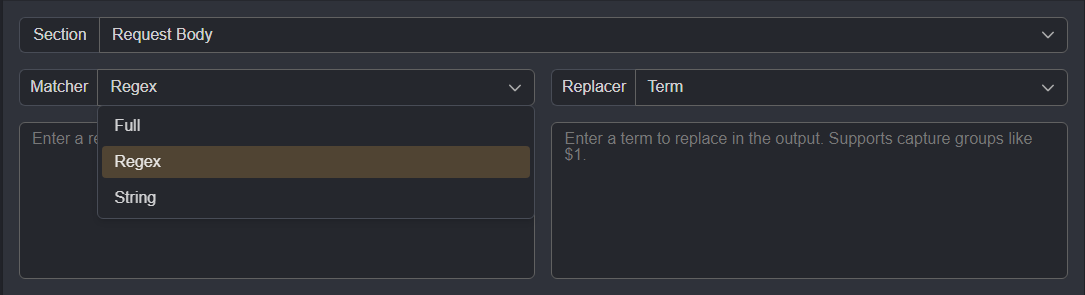 Section Request Body
Matcher Regex Replacer Term
Full
Regex
String
Enter a re
Enter a term to replace in the output. Supports capture groups like
$1.